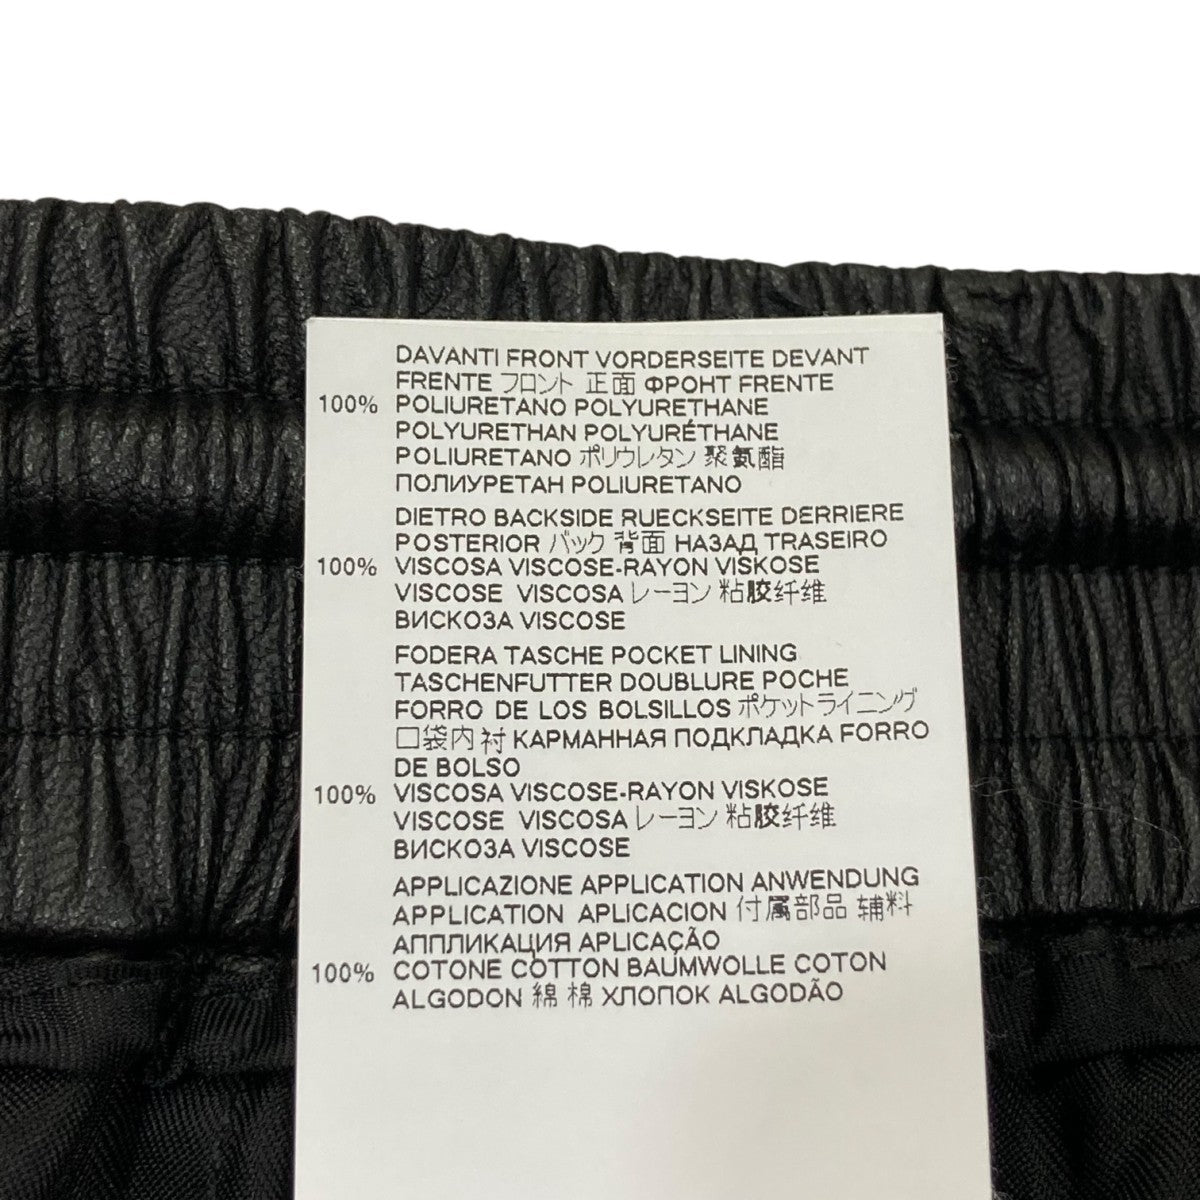 DAVANTI FRONT VORDERSEITE DEVANT
FRENTE フロント 正面 ФРОНТ FRENTE
100% POLIURETANO POLYURETHANE
POLYURETHAN POLYURÉTHANE
POLIURETANO ポリウレタン 聚氨酯
ПОЛИУРЕТАН POLIURETANO
DIETRO BACKSIDE RUECKSEITE DERRIERE
POSTERIOR バック 背面 НАЗАД TRASEIRO
100% VISCOSA VISCOSE-RAYON VISKOSE
VISCOSE VISCOSA レーヨン 粘胶纤维
ВИСКОЗА VISCOSE
FODERA TASCHE POCKET LINING
TASCHENFUTTER DOUBLURE POCHE
FORRO DE LOS BOLSILLOS ポケットライニング
口袋内衬 КАРМАННАЯ ПОДКЛАДКА FORRO
DE BOLSO
100% VISCOSA VISCOSE-RAYON VISKOSE
VISCOSE VISCOSA レーヨン 粘胶纤维
ВИСКОЗА VISCOSE
APPLICAZIONE APPLICATION ANWENDUNG
APPLICATION APLICACION 付属部品 辅料
АППЛИКАЦИЯ APLICAÇÃO
100% COTONE COTTON BAUMWOLLE COTON
ALGODON 綿 棉 ХЛОПОК ALGODÃO